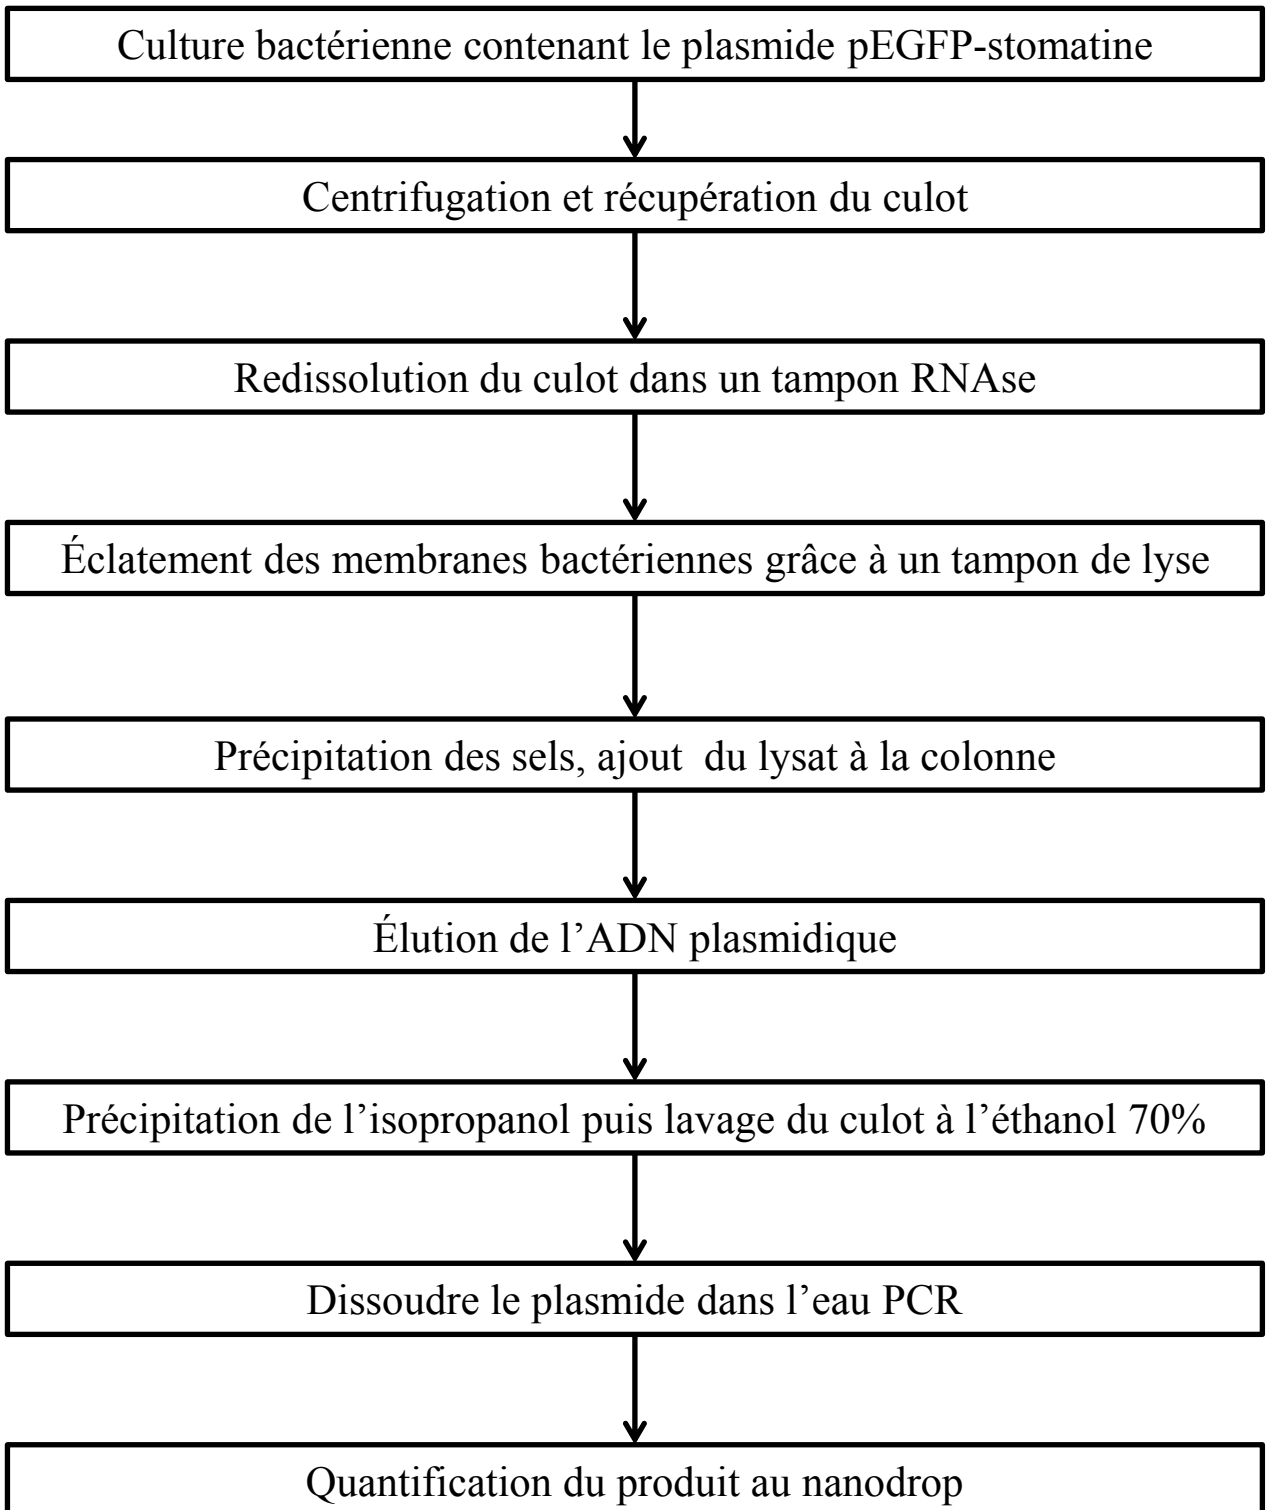 Culture bactérienne contenant le plasmide pEGFP-stomatine
Centrifugation et récupération du culot
Redissolution du culot dans un tampon RNAse
Éclatement des membranes bactériennes grâce à un tampon de lyse
Précipitation des sels, ajout  du lysat à la colonne
Élution de l’ADN plasmidique
Précipitation de l’isopropanol puis lavage du culot à l’éthanol 70%
Dissoudre le plasmide dans l’eau PCR
Quantification du produit au nanodrop